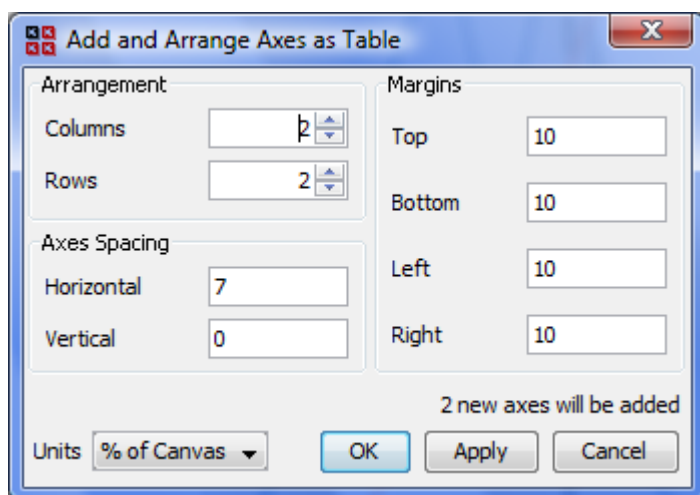 Add and Arrange Axes as Table
Arrangement
Columns 2
Rows 2
Axes Spacing
Horizontal 7
Vertical 0
Margins
Top 10
Bottom 10
Left 10
Right 10
2 new axes will be added
Units % of Canvas OK Apply Cancel